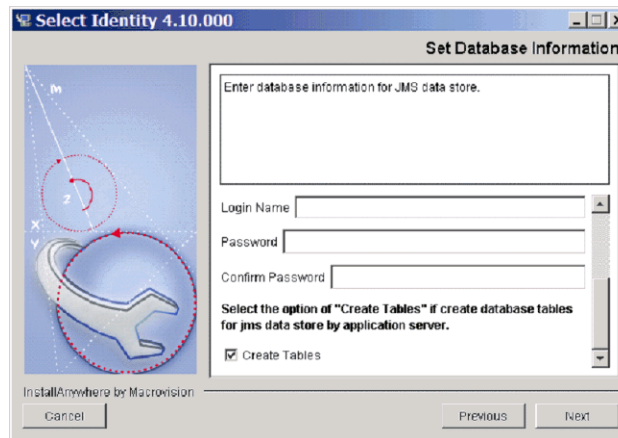 Select Identity 4.10.000
Set Database Information
Enter database information for JMS data store.
M
Z
X
Y
Login Name
Password
Confirm Password
Select the option of "Create Tables" if create database tables
for jms data store by application server.
Create Tables
InstallAnywhere by Macrovision
Cancel
Previous
Next